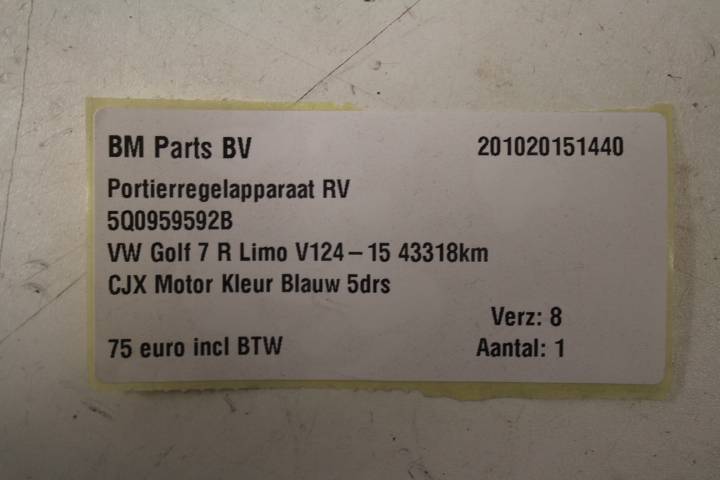 BM Parts BV 201020151440
Portierregelapparaat RV
5Q0959592B
VW Golf 7 R Limo V124 – 15 43318km
CJX Motor Kleur Blauw 5drs
Verz: 8
75 euro incl BTW Aantal: 1